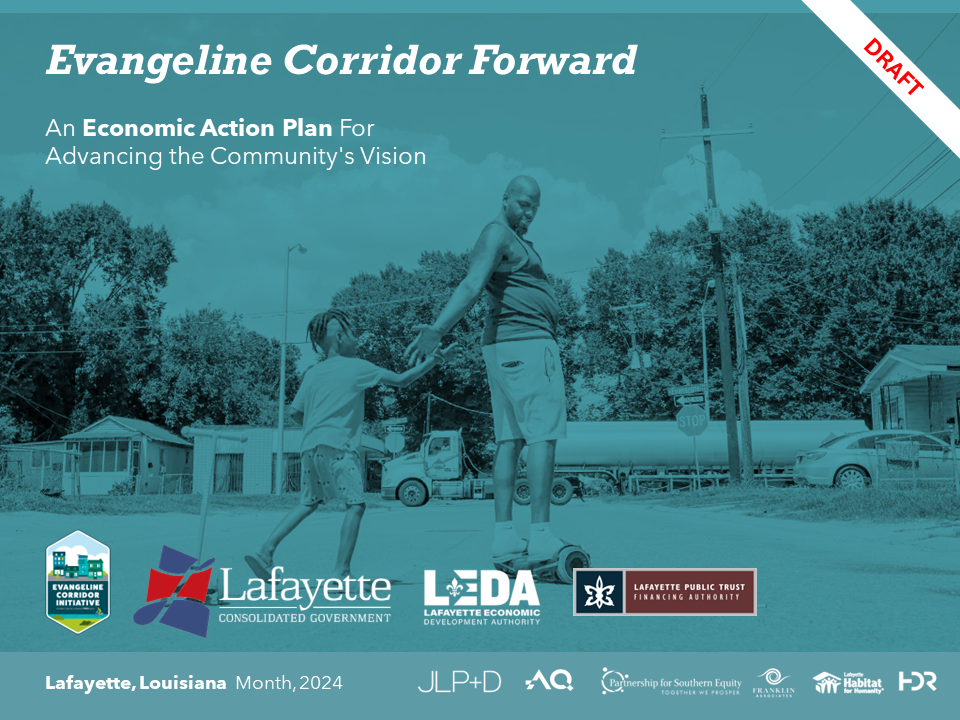 Evangeline Corridor Forward
DRAFT
An Economic Action Plan For
Advancing the Community's Vision
STOP
EVANGELINE
CORRIDOR
INITIATIVE
Lafayette
CONSOLIDATED GOVERNMENT
LEDA
LAFAYETTE ECONOMIC
DEVELOPMENT AUTHORITY
LAFAYETTE PUBLIC TRUST
FINANCING AUTHORITY
Lafayette, Louisiana Month, 2024
JLP+D
AQ
Partnership for Southern Equity
TOGETHER WE PROSPER
FRANKLIN
ASSOCIATES
Lafayette
Habitat
for Humanity®
HDR